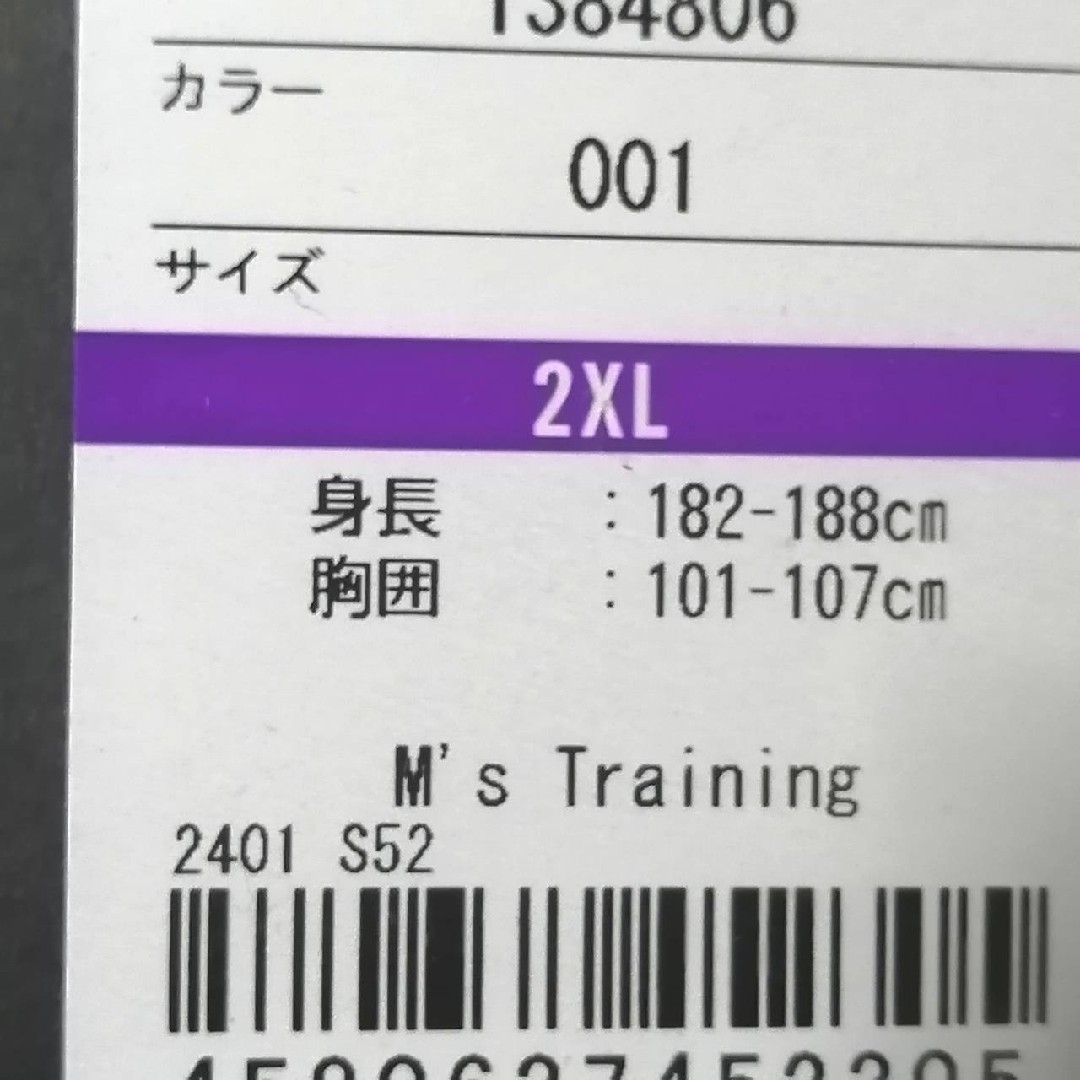 1384806
カラー
001
サイズ
2XL
身長 : 182-188cm
胸囲 : 101-107cm
M's Training
2401 S52